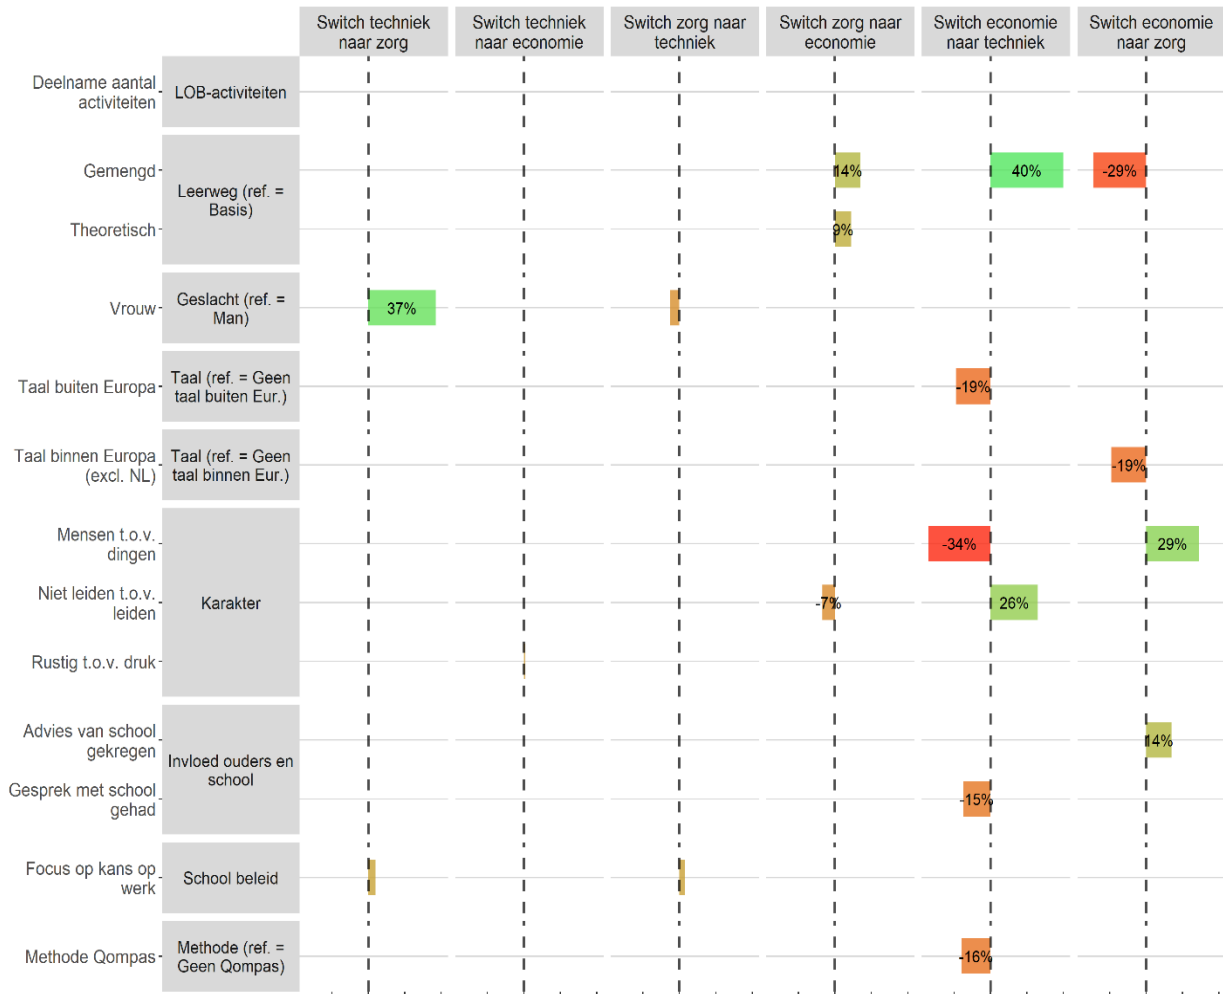 Switch techniek
naar zorg
Switch techniek
naar economie
Switch zorg naar
techniek
Switch zorg naar
economie
Switch economie
naar techniek
Switch economie
naar zorg
Deelname aantal
activiteiten
LOB-activiteiten
Gemengd
Leerweg (ref. =
Basis)
14%
40%
-29%
Theoretisch
9%
Vrouw
Geslacht (ref. =
Man)
37%
Taal buiten Europa
Taal (ref. = Geen
taal buiten Eur.)
-19%
Taal binnen Europa
(excl. NL)
Taal (ref. = Geen
taal binnen Eur.)
-19%
Mensen t.o.v.
dingen
-34%
29%
Niet leiden t.o.v.
leiden
Karakter
-7%
26%
Rustig t.o.v. druk
Advies van school
gekregen
Invloed ouders en
school
14%
Gesprek met school
gehad
-15%
Focus op kans op
werk
School beleid
Methode Qompas
Methode (ref. =
Geen Qompas)
-16%